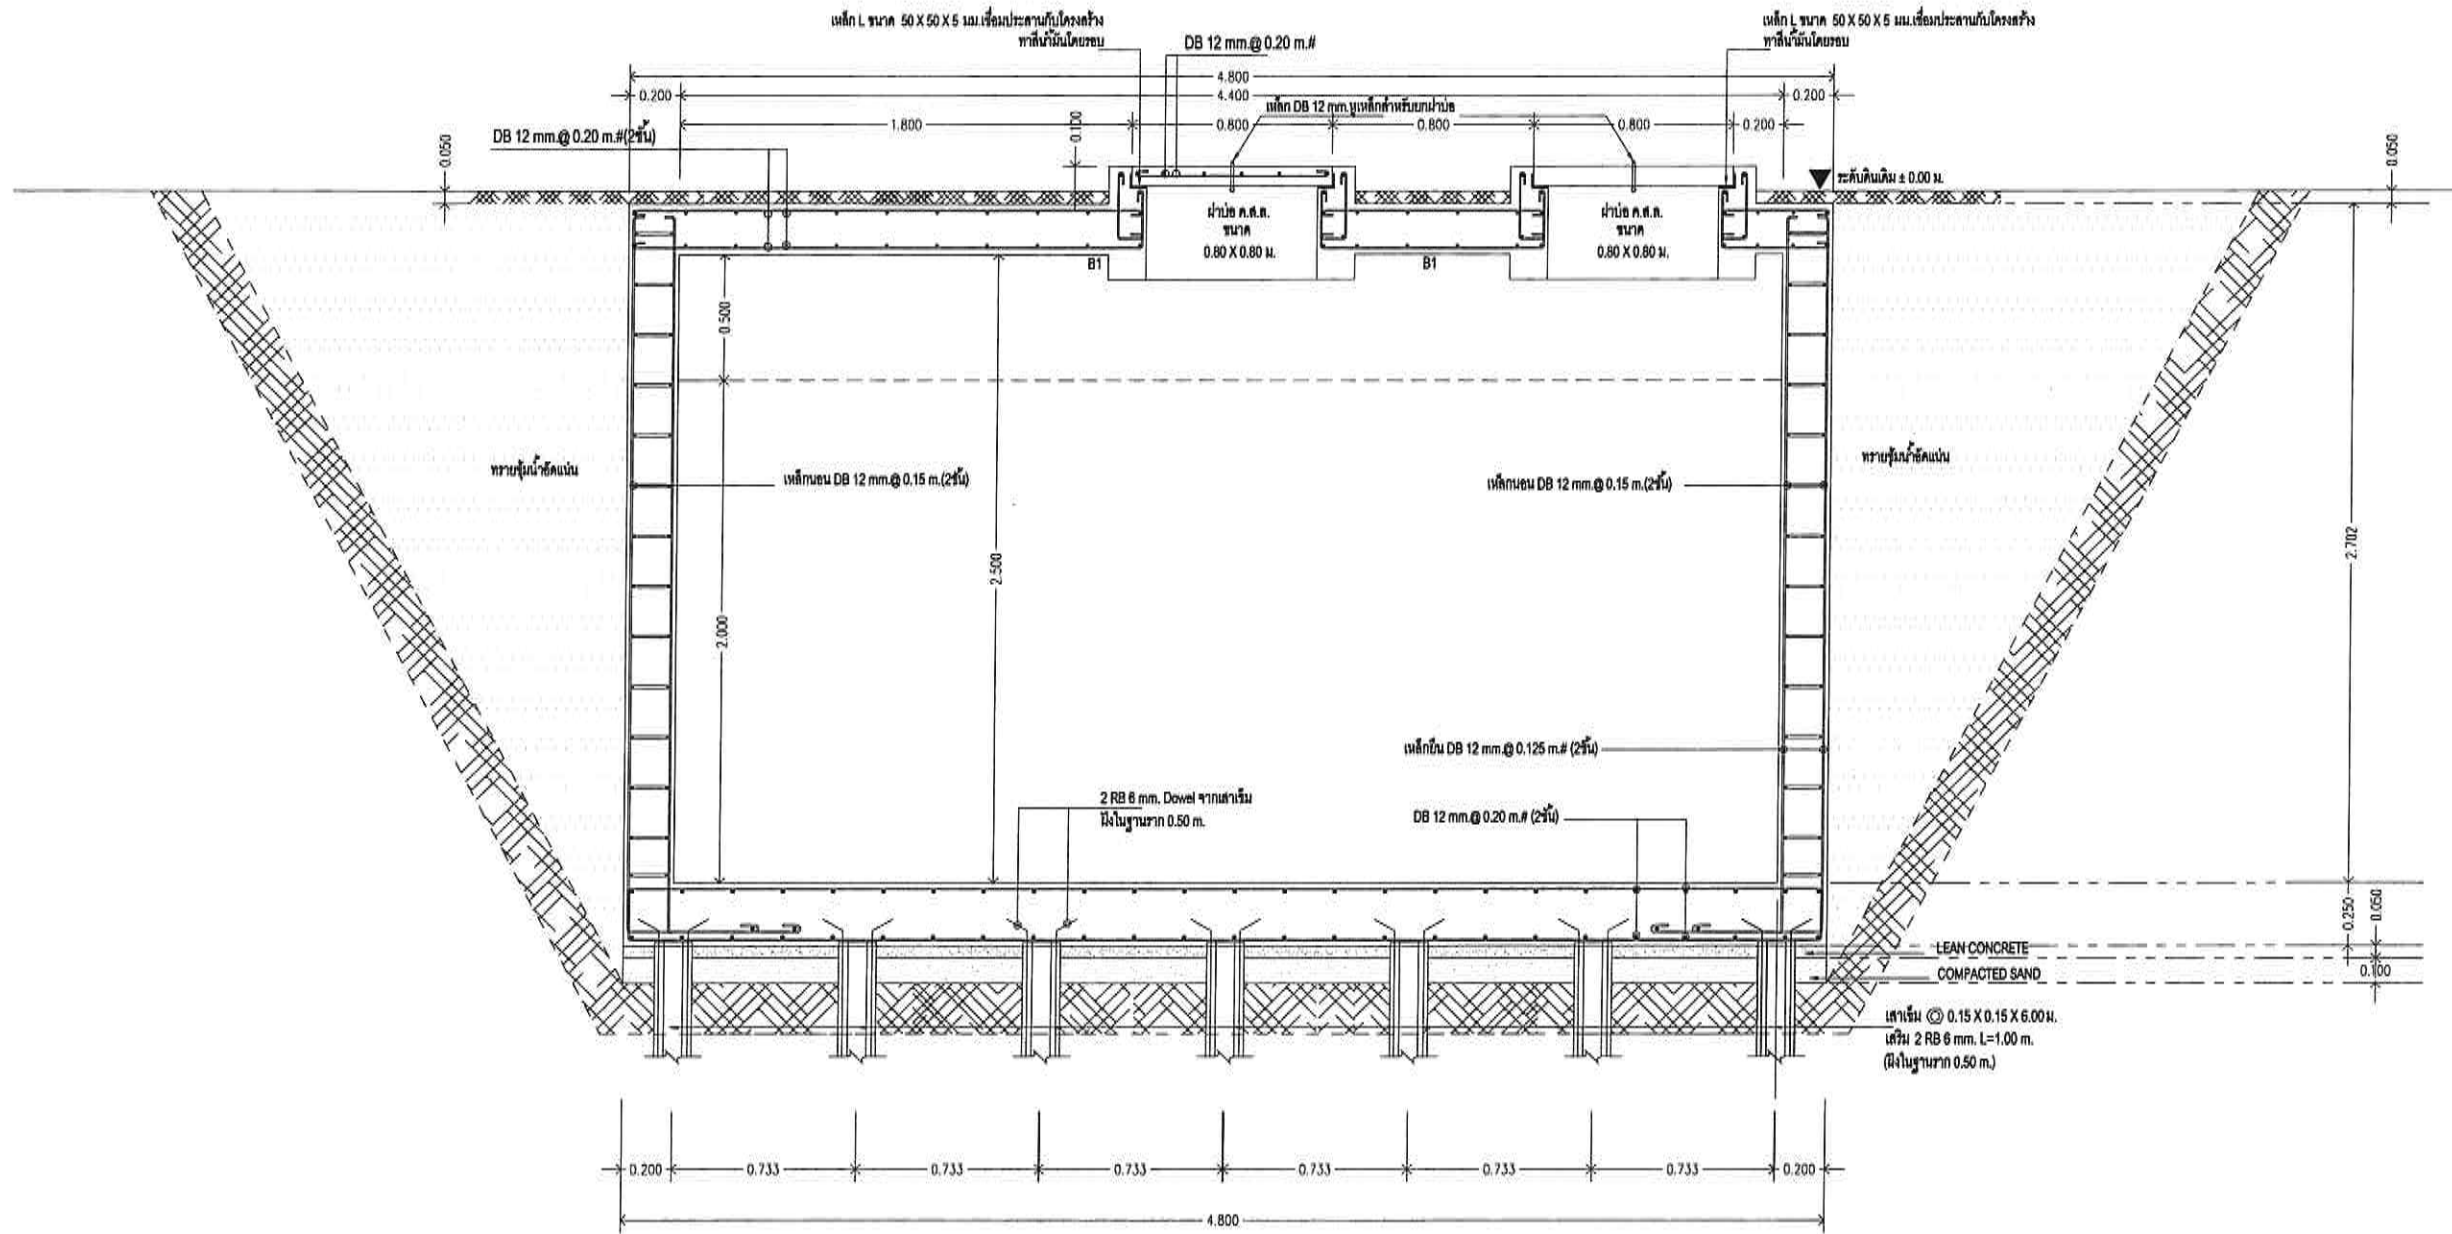 เหล็ก L ขนาด 50 X 50 X 5 มม.เชื่อมประสานกับโครงสร้าง
ทาสีน้ำมันโดยรอบ
DB 12 mm.@ 0.20 m.#
เหล็ก L ขนาด 50 X 50 X 5 มม.เชื่อมประสานกับโครงสร้าง
ทาสีน้ำมันโดยรอบ
4.800
0.200
4.400
0.200
เหล็ก DB 12 mm.หูเหล็กสำหรับยกฝาบ่อ
1.800
0.100
0.800
0.800
0.800
0.200
DB 12 mm.@ 0.20 m.#(2ชั้น)
0.050
0.050
ระดับดินเดิม ± 0.00 ม.
ฝาบ่อ ค.ส.ล.
ขนาด
0.80 X 0.80 ม.
ฝาบ่อ ค.ส.ล.
ขนาด
0.80 X 0.80 ม.
B1
B1
0.500
ทรายชุ่มน้ำอัดแน่น
เหล็กนอน DB 12 mm.@ 0.15 m.(2ชั้น)
เหล็กนอน DB 12 mm.@ 0.15 m.(2ชั้น)
ทรายชุ่มน้ำอัดแน่น
2.702
2.500
2.000
เหล็กยืน DB 12 mm.@ 0.125 m.# (2ชั้น)
2 RB 6 mm. Dowel จากเสาเข็ม
ฝังในฐานราก 0.50 m.
DB 12 mm.@ 0.20 m.# (2ชั้น)
0.250
0.050
LEAN CONCRETE
COMPACTED SAND
0.100
เสาเข็ม 0.15 X 0.15 X 6.00 ม.
เสริม 2 RB 6 mm. L=1.00 m.
(ฝังในฐานราก 0.50 m.)
0.200
0.733
0.733
0.733
0.733
0.733
0.733
0.200
4.800